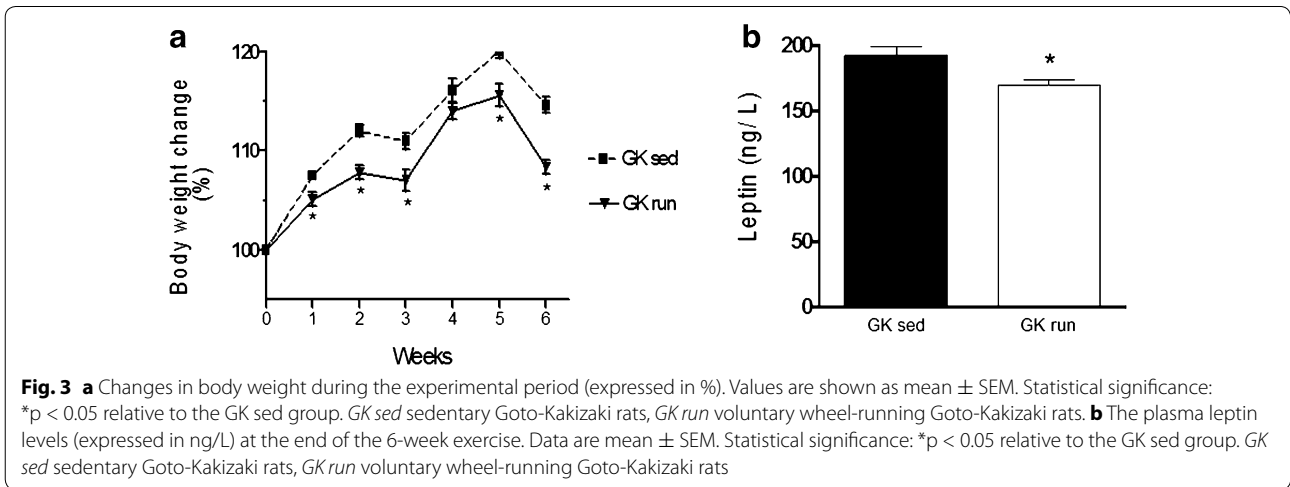 a
120
110
100
Body weight change
(%)
0 1 2 3 4 5 6
Weeks
* * * * *
GK sed
GK run
b
200
150
100
50
0
Leptin (ng/L)
*
GK sed GK run
Fig. 3 a Changes in body weight during the experimental period (expressed in %). Values are shown as mean ± SEM. Statistical significance:
*p < 0.05 relative to the GK sed group. GK sed sedentary Goto-Kakizaki rats, GK run voluntary wheel-running Goto-Kakizaki rats. b The plasma leptin
levels (expressed in ng/L) at the end of the 6-week exercise. Data are mean ± SEM. Statistical significance: *p < 0.05 relative to the GK sed group. GK
sed sedentary Goto-Kakizaki rats, GK run voluntary wheel-running Goto-Kakizaki rats